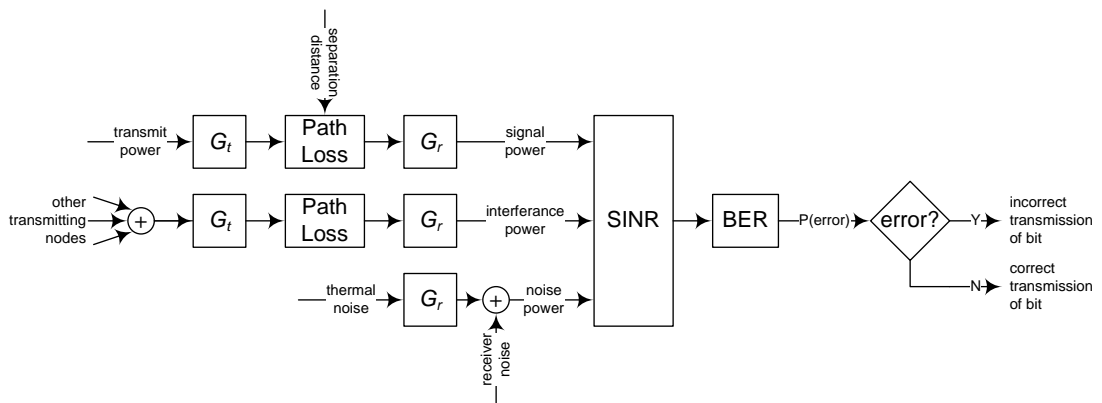 separation
distance
transmit
power
Gt
Path
Loss
Gr
signal
power
other
transmitting
nodes
+
Gt
Path
Loss
Gr
interferance
power
SINR
BER
P(error)
error?
Y
incorrect
transmission
of bit
N
correct
transmission
of bit
thermal
noise
Gr
+
noise
power
receiver
noise